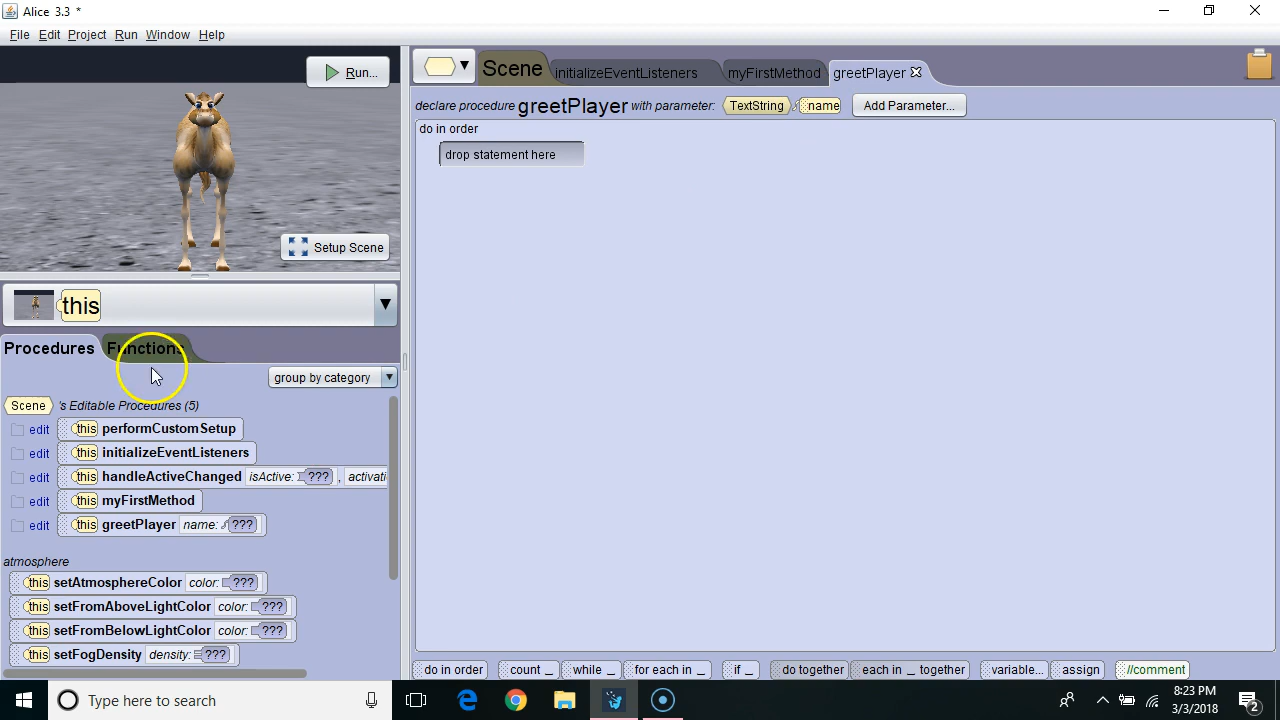 Alice 3.3 *
File Edit Project Run Window Help
Run...
Setup Scene
Scene initializeEventListeners myFirstMethod greetPlayer
declare procedure greetPlayer with parameter: TextString name Add Parameter...
do in order
drop statement here
this
Procedures Functions
group by category
Scene 's Editable Procedures (5)
edit this performCustomSetup
edit this initializeEventListeners
edit this handleActiveChanged isActive: ??? , activati
edit this myFirstMethod
edit this greetPlayer name: ???
atmosphere
this setAtmosphereColor color: ???
this setFromAboveLightColor color: ???
this setFromBelowLightColor color: ???
this setFogDensity density: ???
do in order count _ while _ for each in _ if _ do together each in _ together variable... assign //comment
Type here to search
8:23 PM
3/3/2018
2